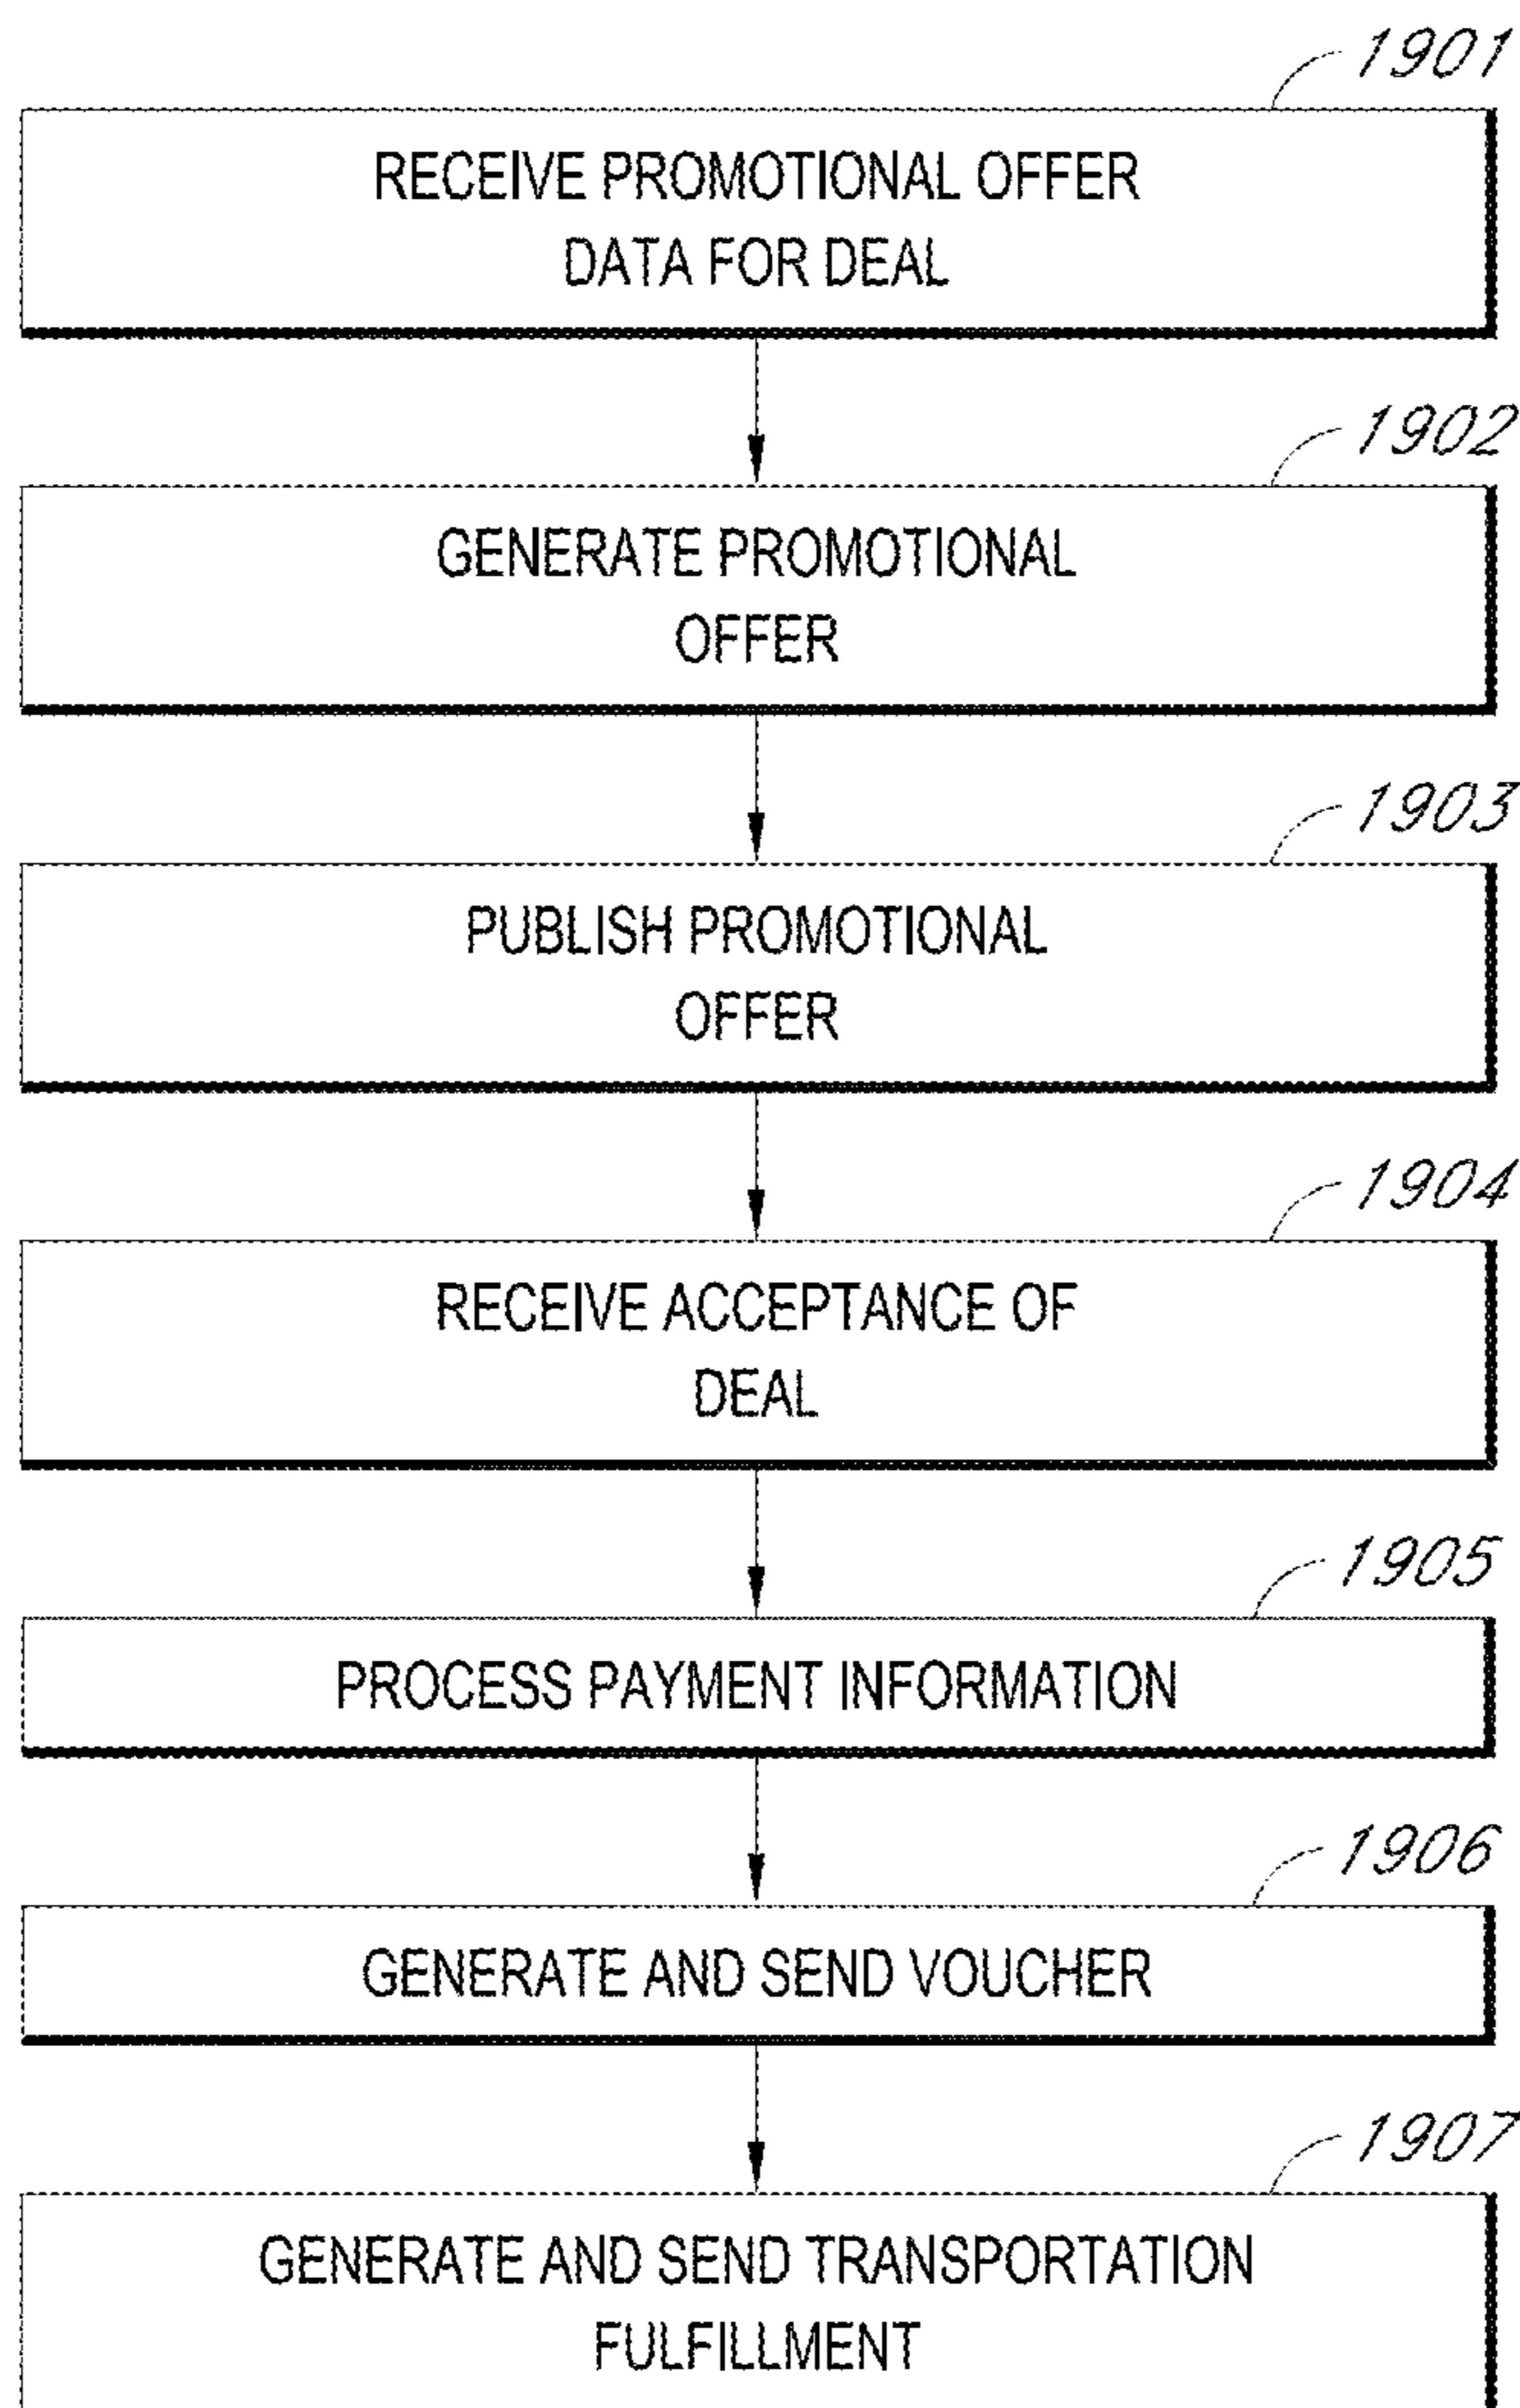 1901
RECEIVE PROMOTIONAL OFFER
DATA FOR DEAL
1902
GENERATE PROMOTIONAL
OFFER
1903
PUBLISH PROMOTIONAL
OFFER
1904
RECEIVE ACCEPTANCE OF
DEAL
1905
PROCESS PAYMENT INFORMATION
1906
GENERATE AND SEND VOUCHER
1907
GENERATE AND SEND TRANSPORTATION
FULFILLMENT